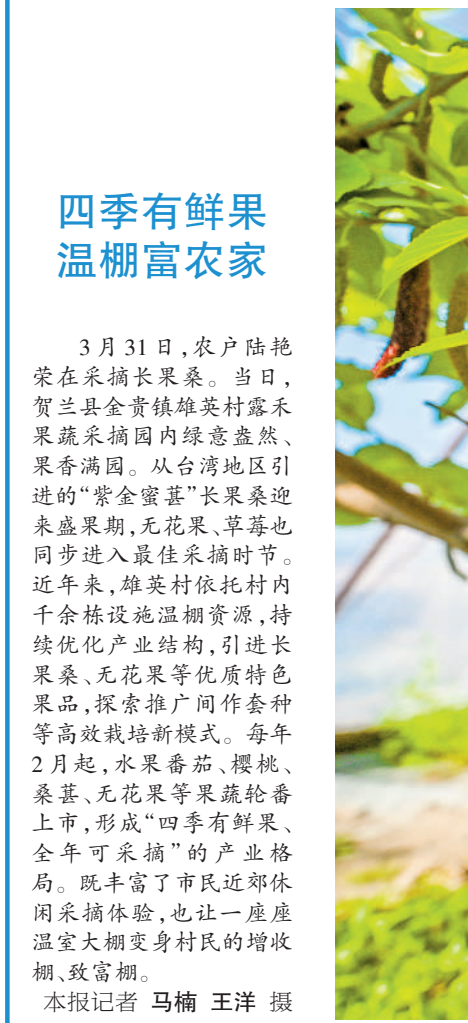 四季有鲜果
温棚富农家
3月31日，农户陆艳
荣在采摘长果桑。当日，
贺兰县金贵镇雄英村露禾
果蔬采摘园内绿意盎然、
果香满园。从台湾地区引
进的“紫金蜜葚”长果桑迎
来盛果期，无花果、草莓也
同步进入最佳采摘时节。
近年来，雄英村依托村内
千余栋设施温棚资源，持
续优化产业结构，引进长
果桑、无花果等优质特色
果品，探索推广间作套种
等高效栽培新模式。每年
2月起，水果番茄、樱桃、
桑葚、无花果等果蔬轮番
上市，形成“四季有鲜果、
全年可采摘”的产业格
局。既丰富了市民近郊休
闲采摘体验，也让一座座
温室大棚变身村民的增收
棚、致富棚。
本报记者 马楠 王洋 摄